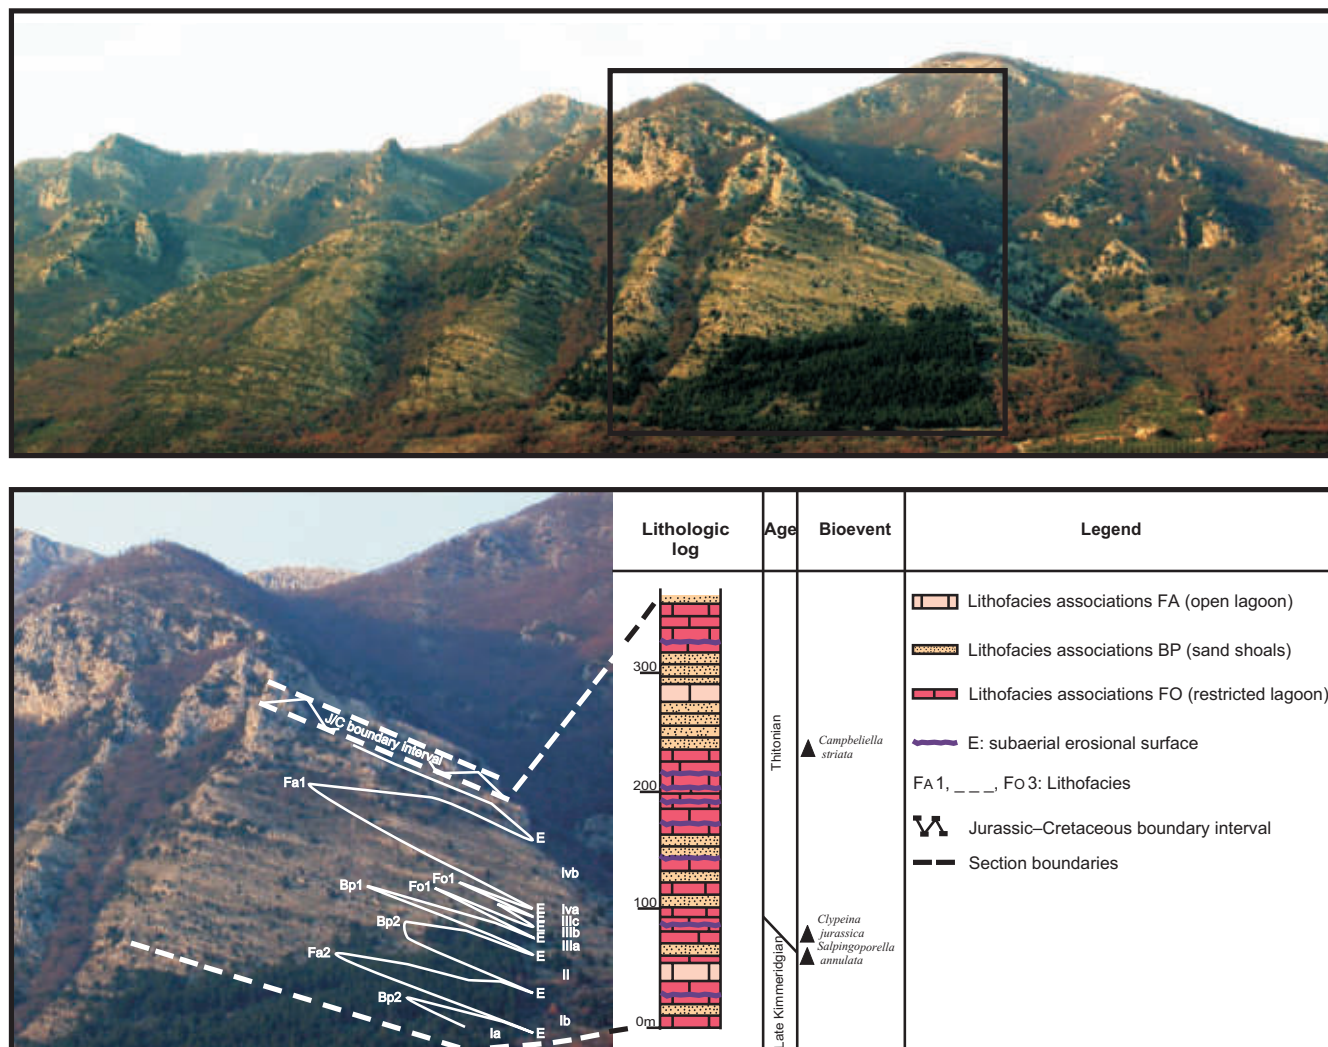 Lithologic
log
Age
Bioevent
Legend
Lithofacies associations FA (open lagoon)
Lithofacies associations BP (sand shoals)
Lithofacies associations FO (restricted lagoon)
E: subaerial erosional surface
FA 1, _ _ _, FO 3: Lithofacies
Jurassic–Cretaceous boundary interval
Section boundaries
300
200
100
0m
Thitonian
Late Kimmeridgian
Campbeliella
striata
Clypeina
jurassica
Salpingoporella
annulata
J/C boundary interval
Fa1
E
Ivb
Fo1
Bp1
Fo1
E
Iva
E
IIIc
E
IIIb
E
IIIa
Bp2
E
Fa2
II
E
Bp2
Ib
Ia
E